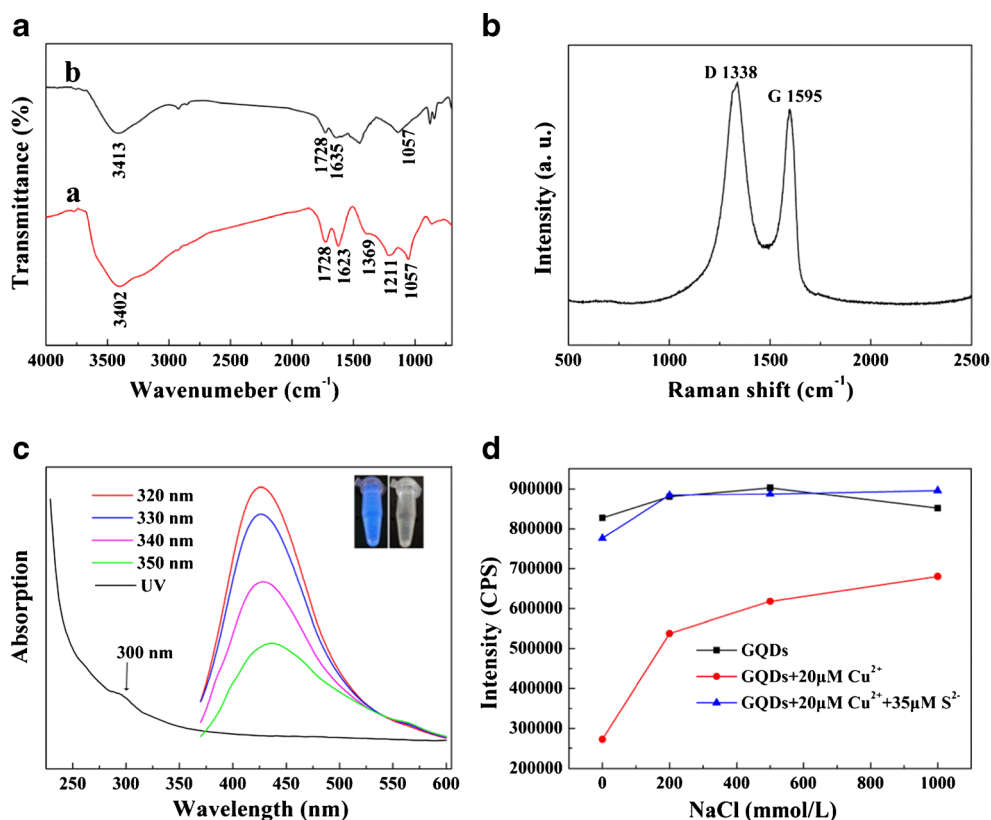 a
b
3413
1728
1635
1057
a
3402
1728
1623
1369
1211
1057
Transmittance (%)
4000 3500 3000 2500 2000 1500 1000
Wavenumeber (cm⁻¹)
b
D 1338
G 1595
Intensity (a. u.)
500 1000 1500 2000 2500
Raman shift (cm⁻¹)
c
320 nm
330 nm
340 nm
350 nm
UV
300 nm
Absorption
250 300 350 400 450 500 550 600
Wavelength (nm)
d
900000
800000
700000
600000
500000
400000
300000
200000
Intensity (CPS)
GQDs
GQDs+20μM Cu²⁺
GQDs+20μM Cu²⁺+35μM S²⁻
0 200 400 600 800 1000
NaCl (mmol/L)